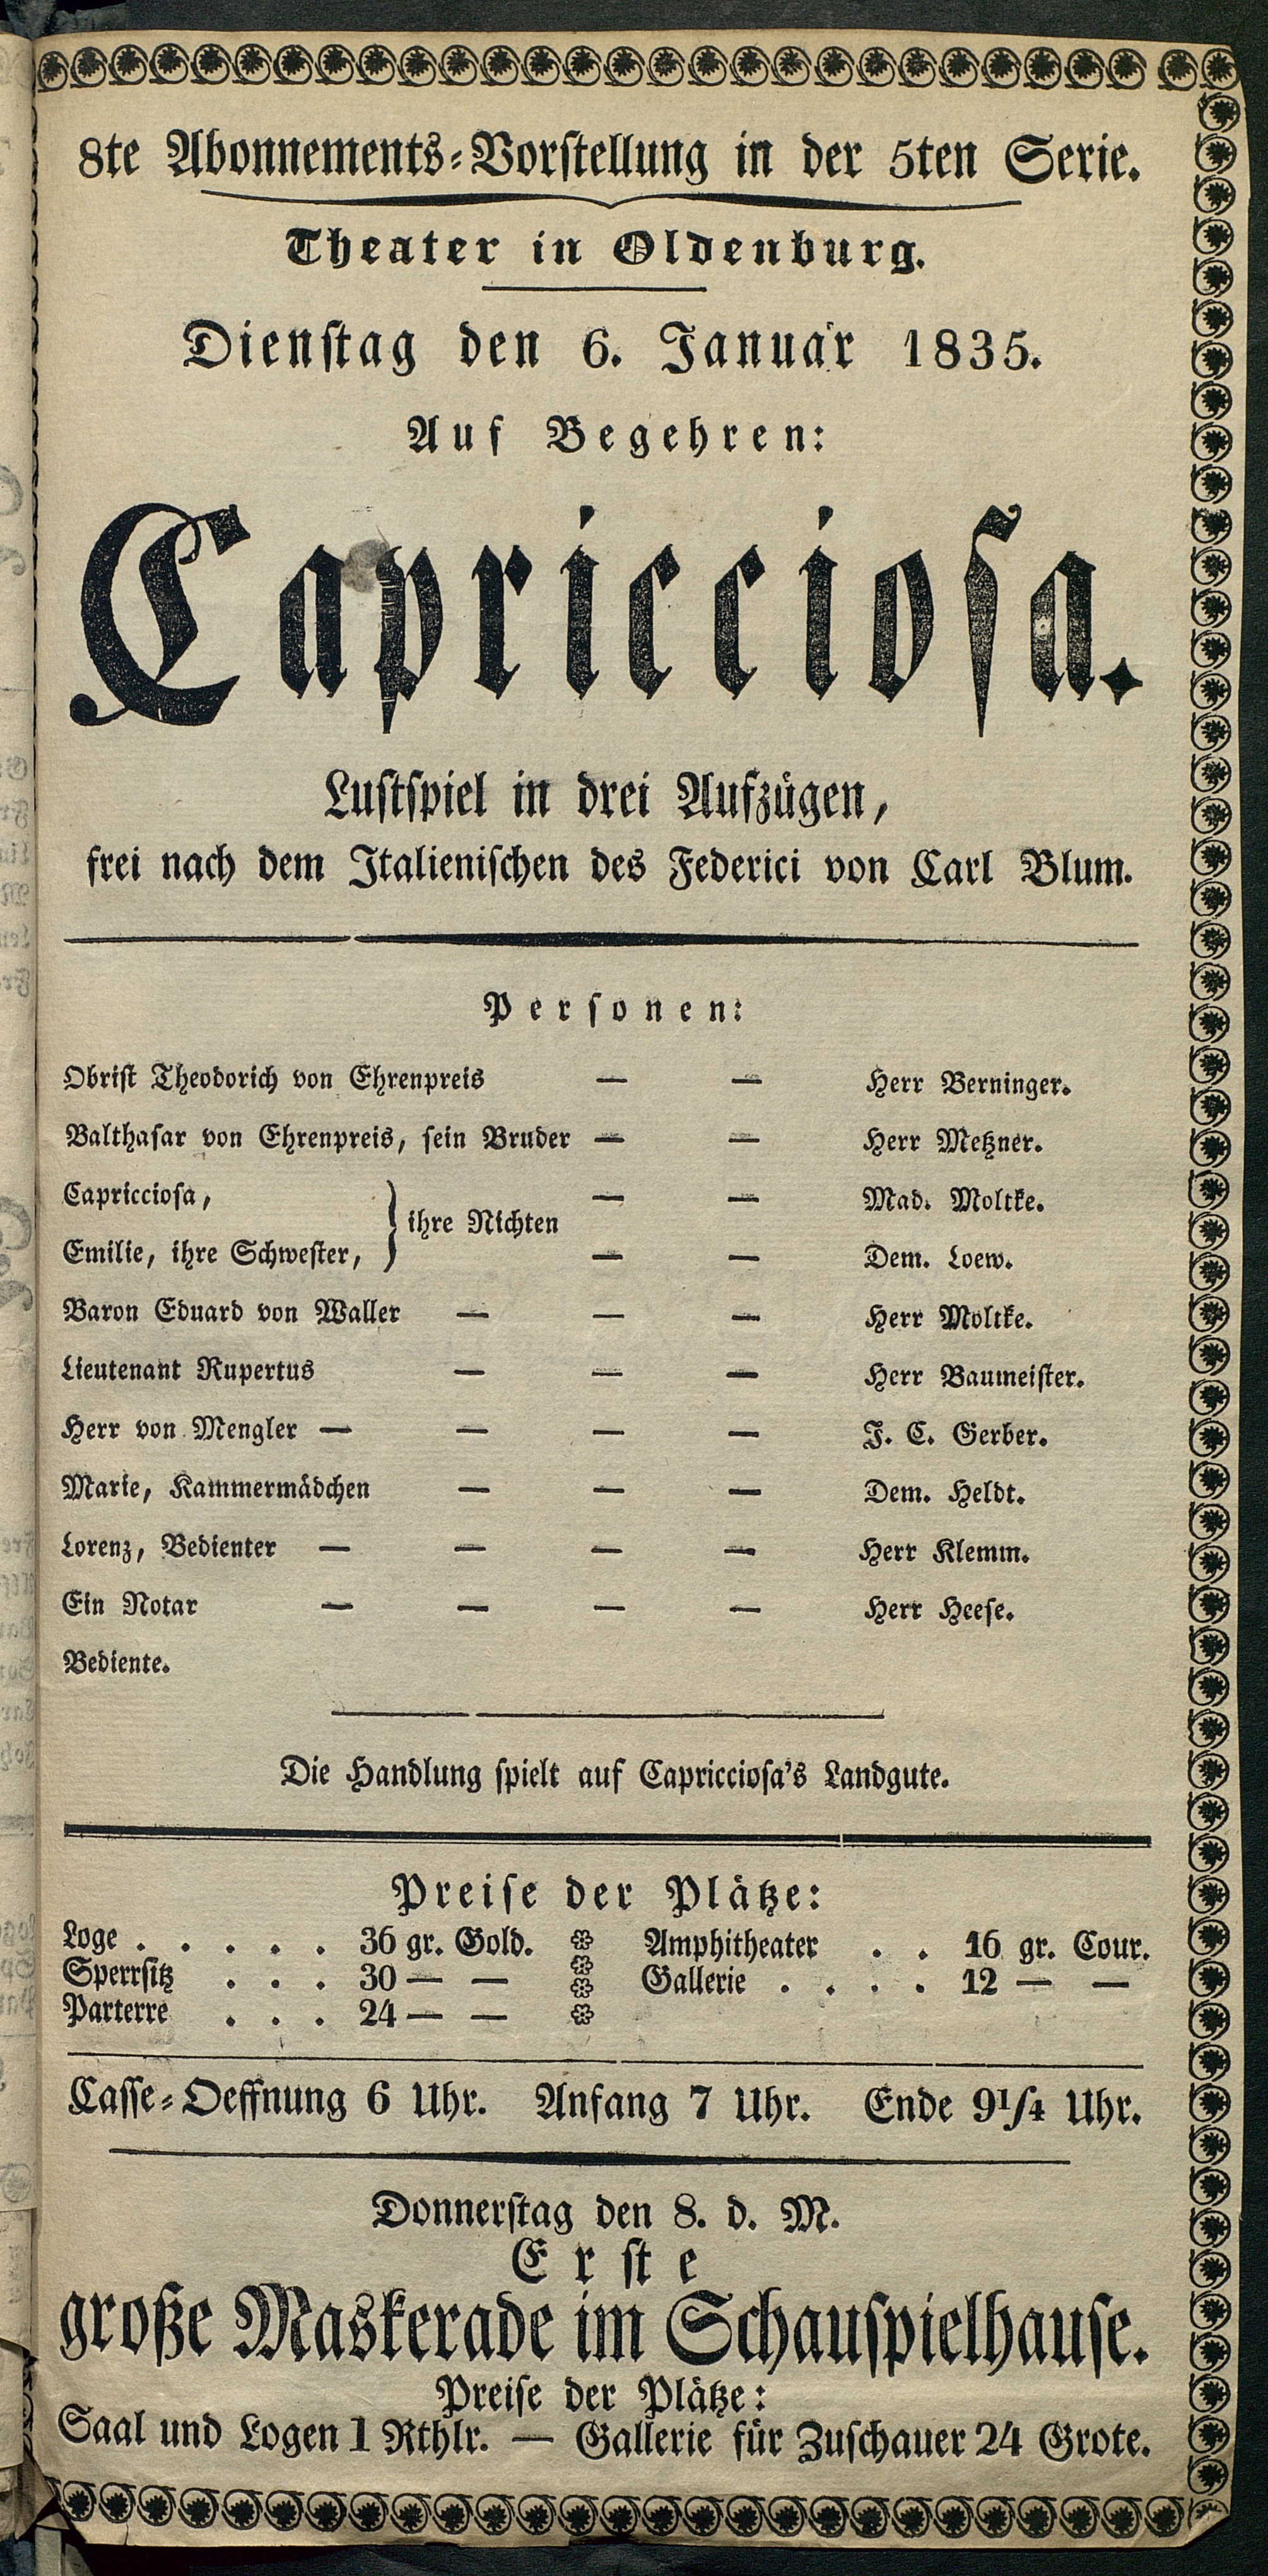 8te Abonnements-Vorstellung in der 5ten Serie.
Theater in Oldenburg.
Dienstag den 6. Januar 1835.
Auf Begehren:
Capricciosa.
Lustspiel in drei Aufzügen,
frei nach dem Italienischen des Federici von Carl Blum.
Personen:
Obrist Theodorich von Ehrenpreis — — Herr Berninger.
Balthasar von Ehrenpreis, sein Bruder — — Herr Metzner.
Capricciosa, — — Mad. Moltke.
} ihre Nichten
Emilie, ihre Schwester, — — Dem. Loew.
Baron Eduard von Waller — — — Herr Moltke.
Lieutenant Rupertus — — — Herr Baumeister.
Herr von Mengler — — — — J. C. Gerber.
Marie, Kammermädchen — — — Dem. Heldt.
Lorenz, Bedienter — — — — Herr Klemm.
Ein Notar — — — — Herr Heese.
Bediente.
Die Handlung spielt auf Capricciosa's Landgute.
Preise der Plätze:
Loge . . . . . 36 gr. Gold. Amphitheater . . 16 gr. Cour.
Sperrsitz . . . 30 — — Gallerie . . . . 12 — —
Parterre . . . 24 — —
Casse-Oeffnung 6 Uhr. Anfang 7 Uhr. Ende 9¼ Uhr.
Donnerstag den 8. d. M.
Erste
große Maskerade im Schauspielhause.
Preise der Plätze:
Saal und Logen 1 Rthlr. — Gallerie für Zuschauer 24 Grote.